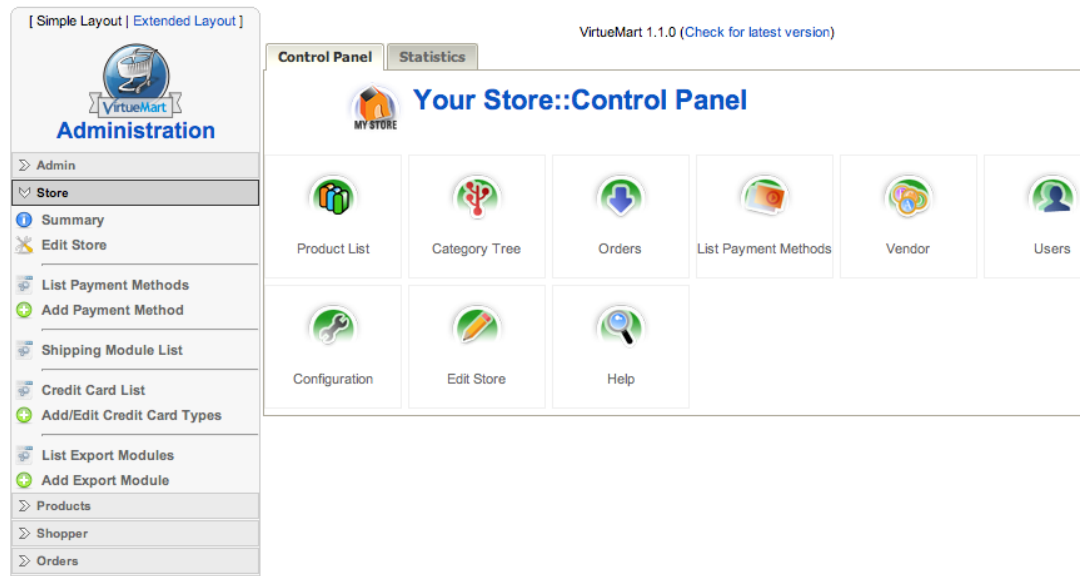 [ Simple Layout | Extended Layout ]
VirtueMart
Administration
Admin
Store
Summary
Edit Store
List Payment Methods
Add Payment Method
Shipping Module List
Credit Card List
Add/Edit Credit Card Types
List Export Modules
Add Export Module
Products
Shopper
Orders
VirtueMart 1.1.0 (Check for latest version)
Control Panel Statistics
MY STORE
Your Store::Control Panel
Product List Category Tree Orders List Payment Methods Vendor Users
Configuration Edit Store Help